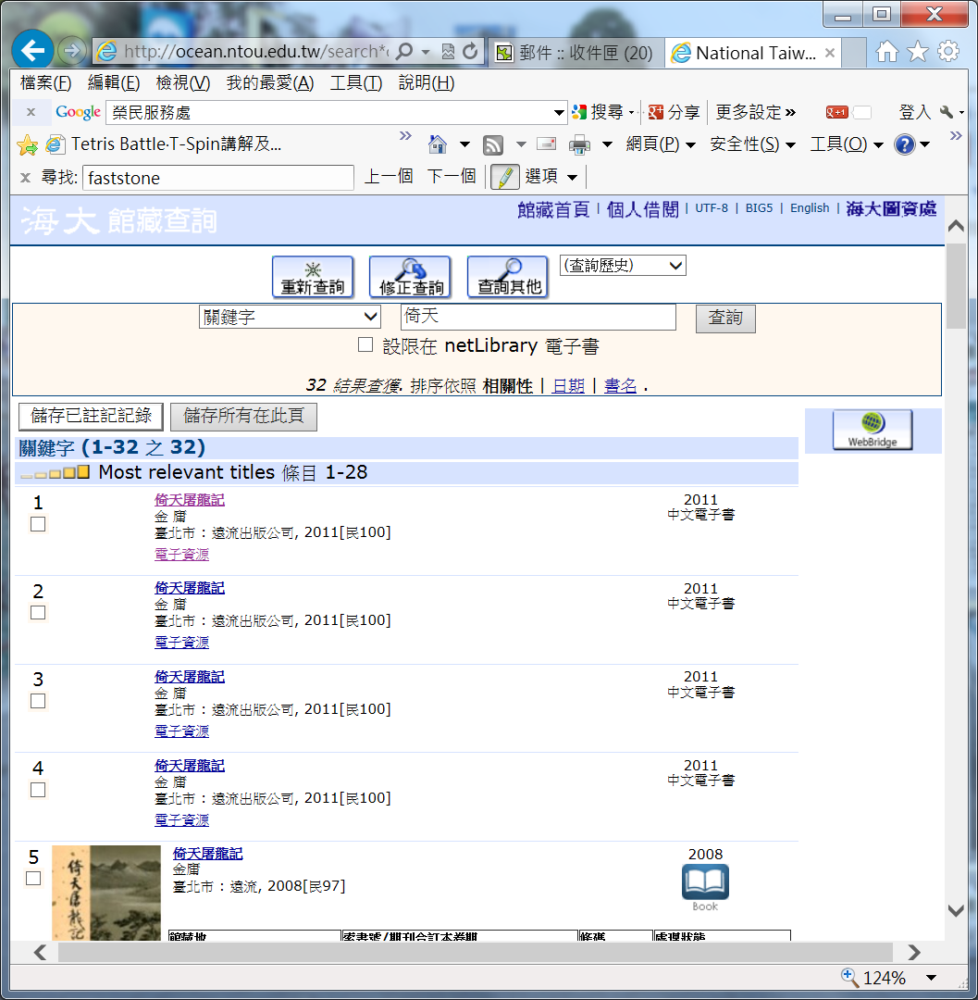 http://ocean.ntou.edu.tw/search*
郵件 :: 收件匣 (20)
National Taiw...
檔案(F) 編輯(E) 檢視(V) 我的最愛(A) 工具(T) 說明(H)
x Google 榮民服務處 搜尋 分享 更多設定 » +1 登入
Tetris Battle‧T-Spin講解及... » 網頁(P) 安全性(S) 工具(O) »
x 尋找: faststone 上一個 下一個 選項
海大 館藏查詢
館藏首頁 | 個人借閱 | UTF-8 | BIG5 | English | 海大圖資處
重新查詢 修正查詢 查詢其他 (查詢歷史)
關鍵字 倚天 查詢
設限在 netLibrary 電子書
32 結果查獲. 排序依照 相關性 | 日期 | 書名 .
儲存已註記記錄 儲存所有在此頁
WebBridge
關鍵字 (1-32 之 32)
Most relevant titles 條目 1-28
1 倚天屠龍記 2011
金 庸 中文電子書
臺北市 : 遠流出版公司, 2011[民100]
電子資源
2 倚天屠龍記 2011
金 庸 中文電子書
臺北市 : 遠流出版公司, 2011[民100]
電子資源
3 倚天屠龍記 2011
金 庸 中文電子書
臺北市 : 遠流出版公司, 2011[民100]
電子資源
4 倚天屠龍記 2011
金 庸 中文電子書
臺北市 : 遠流出版公司, 2011[民100]
電子資源
5 倚天屠龍記 2008
金庸
臺北市 : 遠流, 2008[民97]
Book
倚天屠龍記
館藏地 索書號/期刊合訂本卷期 條碼 處理狀態
124%